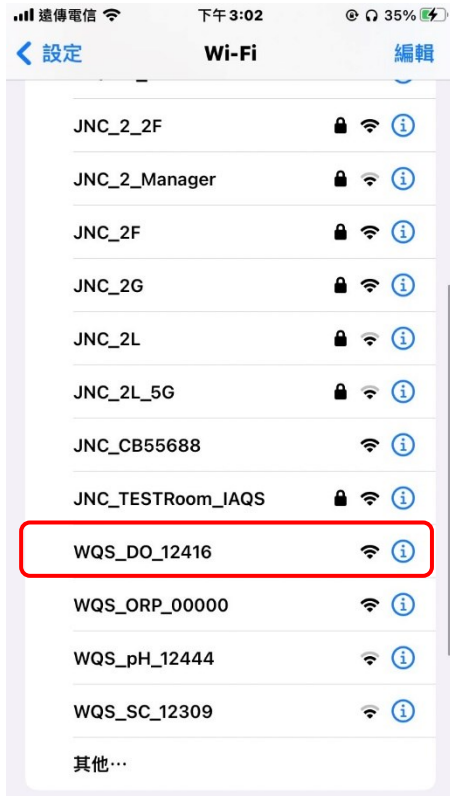 遠傳電信 下午3:02 35%
設定 Wi-Fi 編輯
JNC_2_2F
JNC_2_Manager
JNC_2F
JNC_2G
JNC_2L
JNC_2L_5G
JNC_CB55688
JNC_TESTRoom_IAQS
WQS_DO_12416
WQS_ORP_00000
WQS_pH_12444
WQS_SC_12309
其他⋯